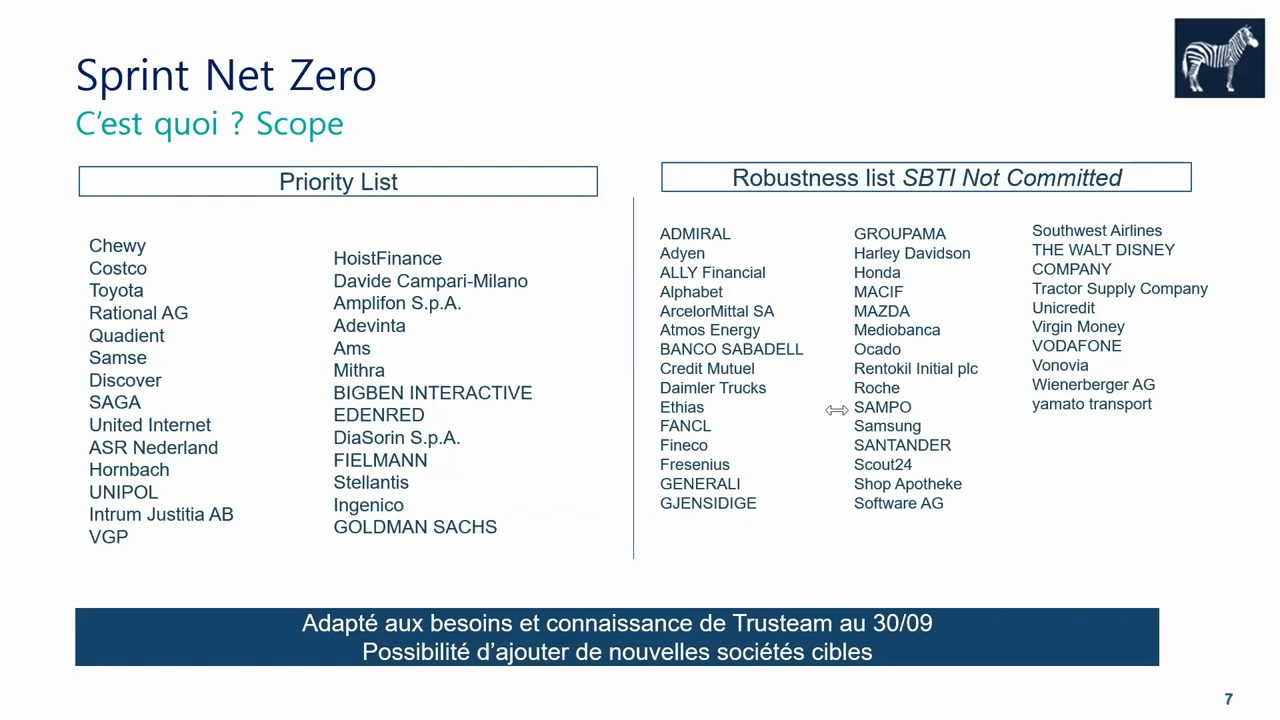 Sprint Net Zero
C'est quoi ? Scope
Priority List
Chewy
Costco
Toyota
Rational AG
Quadient
Samse
Discover
SAGA
United Internet
ASR Nederland
Hornbach
UNIPOL
Intrum Justitia AB
VGP
HoistFinance
Davide Campari-Milano
Amplifon S.p.A.
Adevinta
Ams
Mithra
BIGBEN INTERACTIVE
EDENRED
DiaSorin S.p.A.
FIELMANN
Stellantis
Ingenico
GOLDMAN SACHS
Robustness list SBTI Not Committed
ADMIRAL
Adyen
ALLY Financial
Alphabet
ArcelorMittal SA
Atmos Energy
BANCO SABADELL
Credit Mutuel
Daimler Trucks
Ethias
FANCL
Fineco
Fresenius
GENERALI
GJENSIDIGE
GROUPAMA
Harley Davidson
Honda
MACIF
MAZDA
Mediobanca
Ocado
Rentokil Initial plc
Roche
SAMPO
Samsung
SANTANDER
Scout24
Shop Apotheke
Software AG
Southwest Airlines
THE WALT DISNEY
COMPANY
Tractor Supply Company
Unicredit
Virgin Money
VODAFONE
Vonovia
Wienerberger AG
yamato transport
Adapté aux besoins et connaissance de Trusteam au 30/09
Possibilité d'ajouter de nouvelles sociétés cibles
7